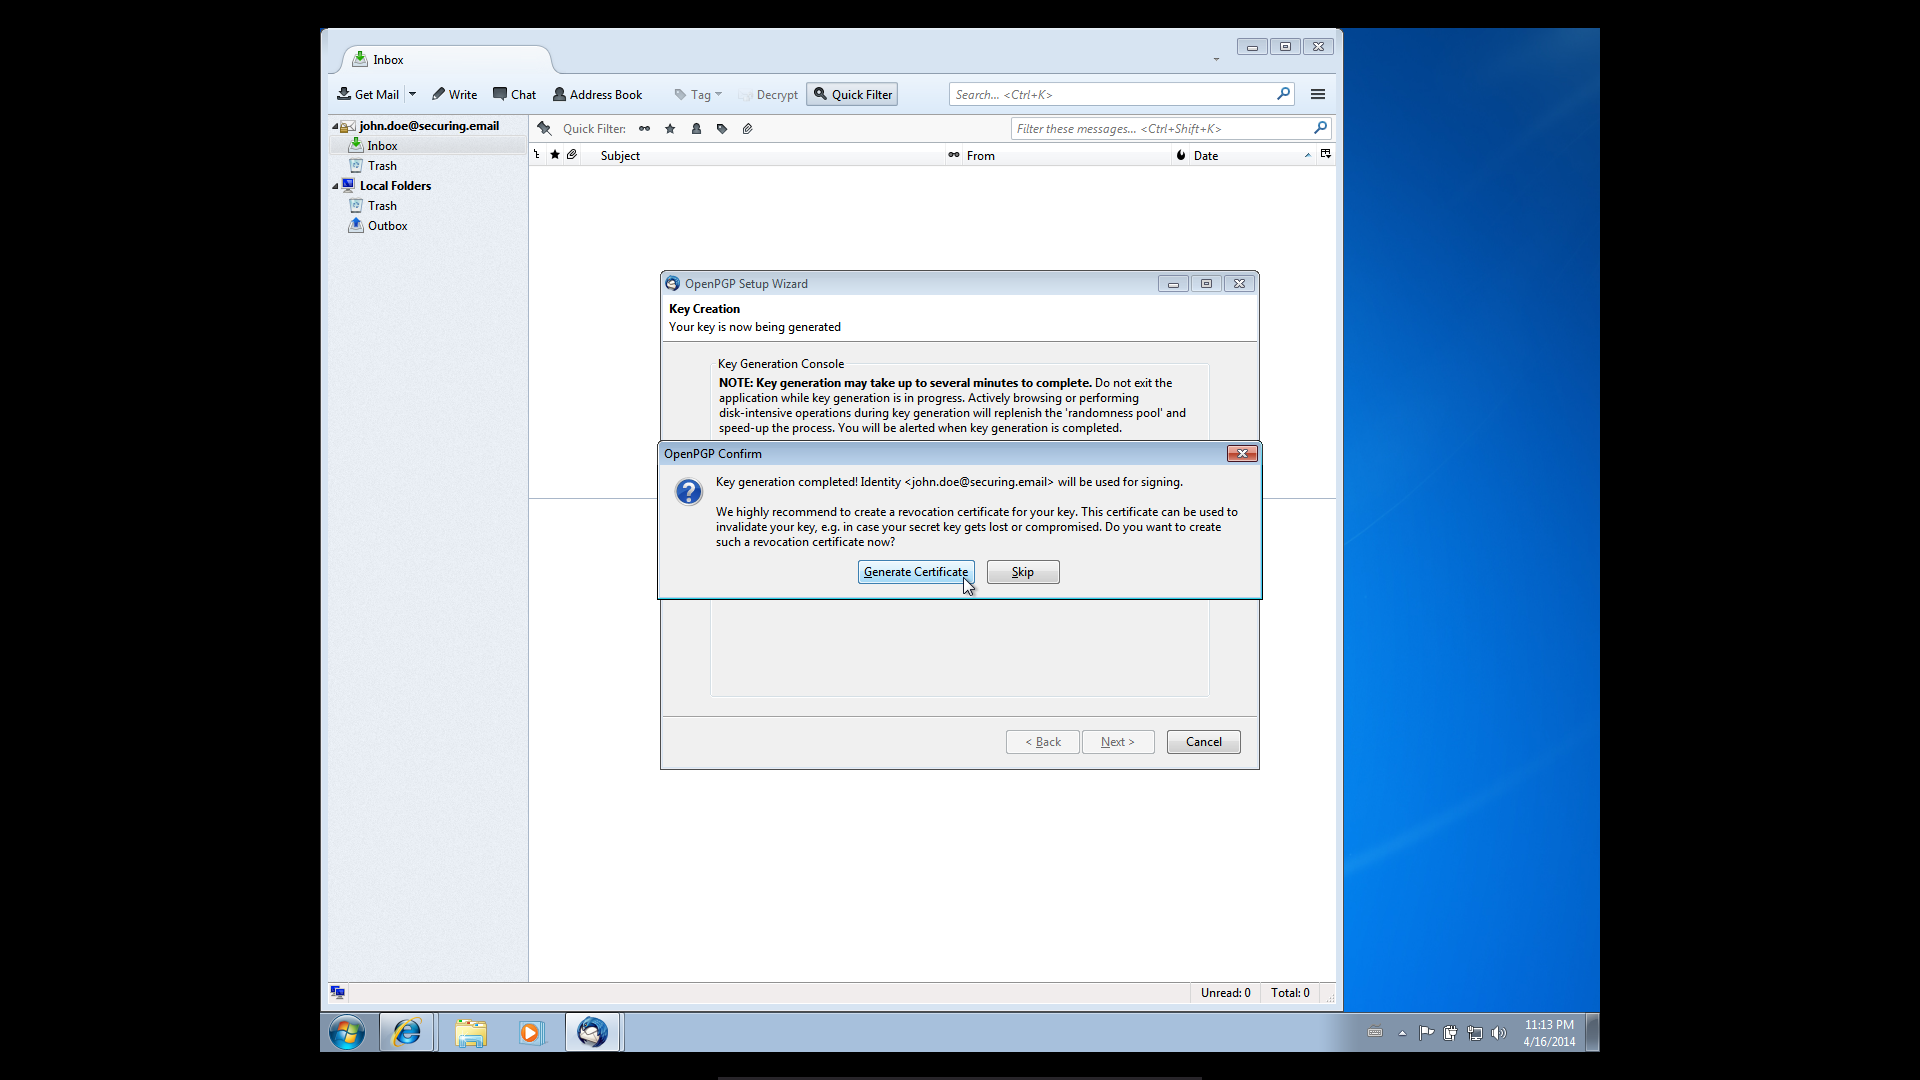 Inbox
Get Mail Write Chat Address Book Tag Decrypt Quick Filter Search... <Ctrl+K>
john.doe@securing.email
Inbox
Trash
Local Folders
Trash
Outbox
Quick Filter: Filter these messages... <Ctrl+Shift+K>
Subject From Date
OpenPGP Setup Wizard
Key Creation
Your key is now being generated
Key Generation Console
NOTE: Key generation may take up to several minutes to complete. Do not exit the
application while key generation is in progress. Actively browsing or performing
disk-intensive operations during key generation will replenish the 'randomness pool' and
speed-up the process. You will be alerted when key generation is completed.
OpenPGP Confirm
Key generation completed! Identity <john.doe@securing.email> will be used for signing.
We highly recommend to create a revocation certificate for your key. This certificate can be used to
invalidate your key, e.g. in case your secret key gets lost or compromised. Do you want to create
such a revocation certificate now?
Generate Certificate Skip
< Back Next > Cancel
Unread: 0 Total: 0
11:13 PM
4/16/2014